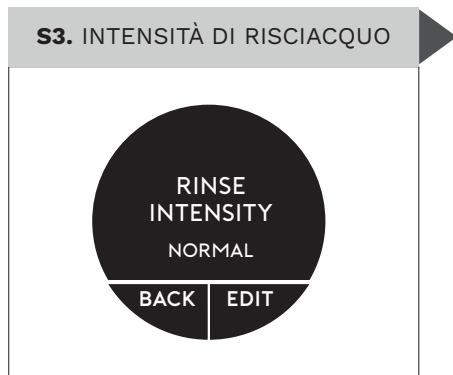 S3. INTENSITÀ DI RISCIACQUO
RINSE
INTENSITY
NORMAL
BACK EDIT